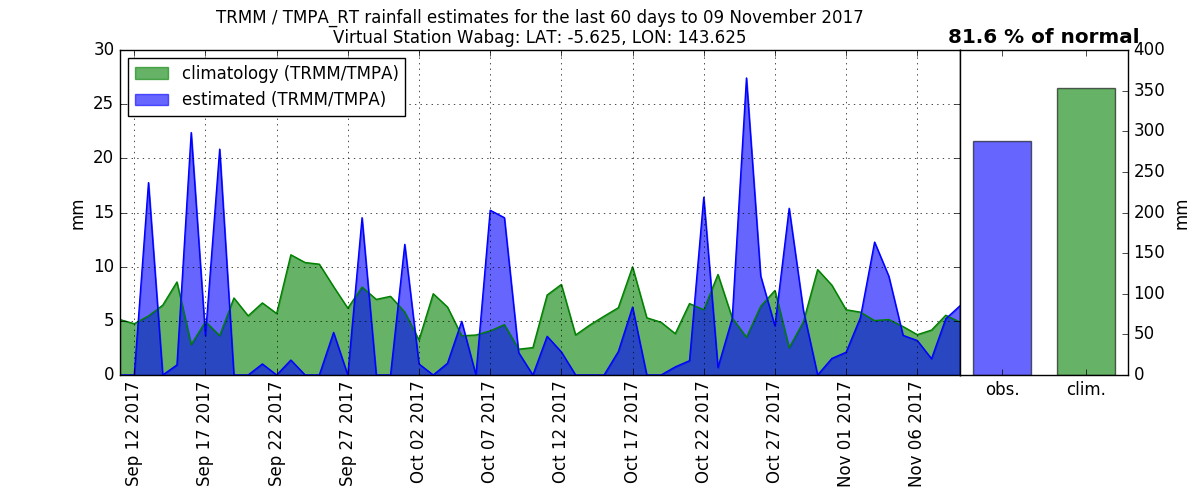 TRMM / TMPA_RT rainfall estimates for the last 60 days to 09 November 2017
Virtual Station Wabag: LAT: -5.625, LON: 143.625
81.6 % of normal
climatology (TRMM/TMPA)
estimated (TRMM/TMPA)
30
25
20
15
10
5
0
mm
Sep 12 2017
Sep 17 2017
Sep 22 2017
Sep 27 2017
Oct 02 2017
Oct 07 2017
Oct 12 2017
Oct 17 2017
Oct 22 2017
Oct 27 2017
Nov 01 2017
Nov 06 2017
obs.
clim.
400
350
300
250
200
150
100
50
0
mm